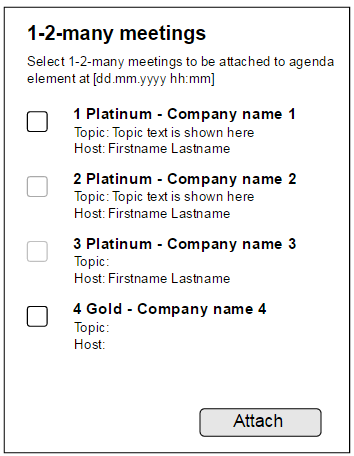 1-2-many meetings
Select 1-2-many meetings to be attached to agenda
element at [dd.mm.yyyy hh:mm]
1 Platinum - Company name 1
Topic: Topic text is shown here
Host: Firstname Lastname
2 Platinum - Company name 2
Topic: Topic text is shown here
Host: Firstname Lastname
3 Platinum - Company name 3
Topic:
Host: Firstname Lastname
4 Gold - Company name 4
Topic:
Host:
Attach